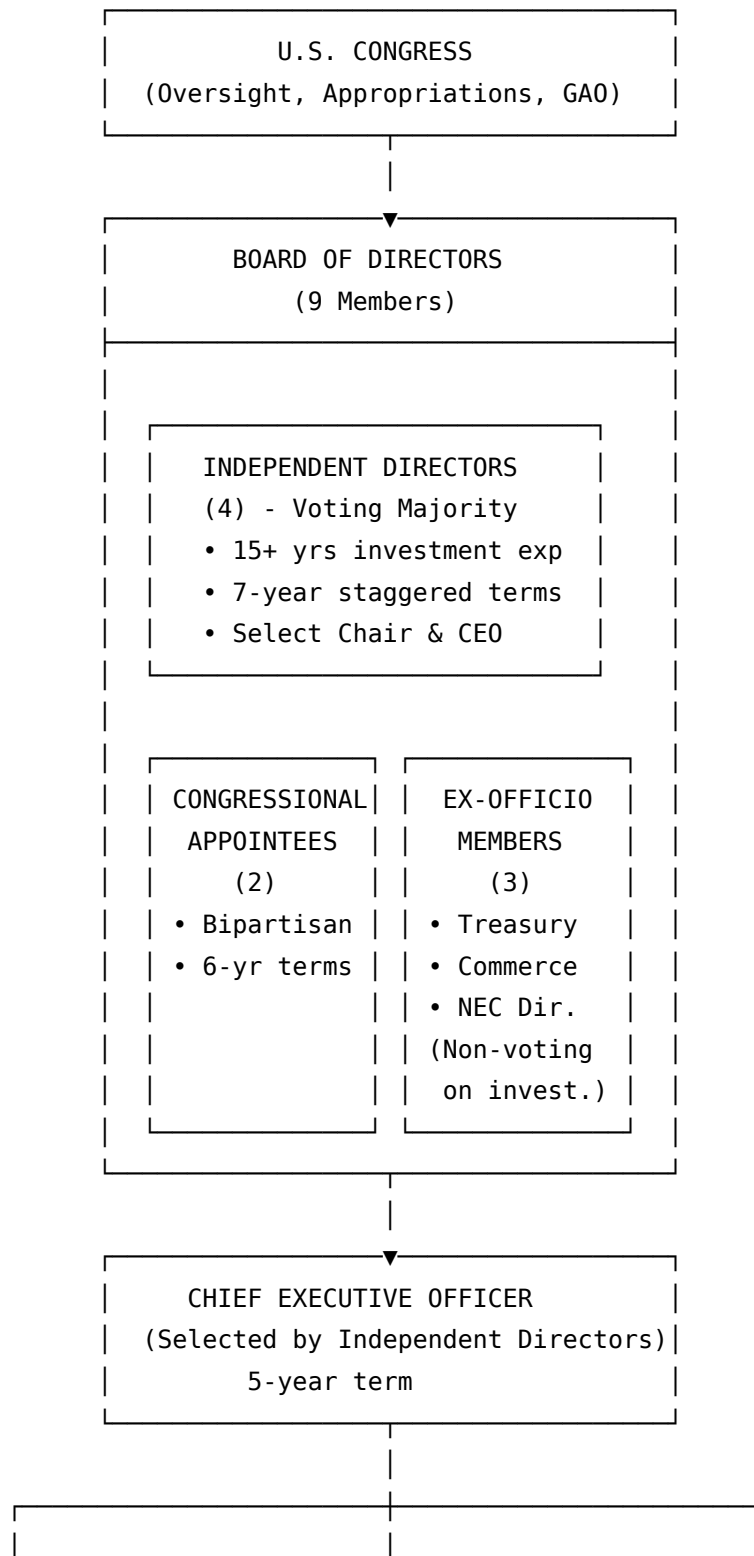 U.S. CONGRESS
(Oversight, Appropriations, GAO)
BOARD OF DIRECTORS
(9 Members)
INDEPENDENT DIRECTORS
(4) - Voting Majority
• 15+ yrs investment exp
• 7-year staggered terms
• Select Chair & CEO
CONGRESSIONAL
APPOINTEES
(2)
• Bipartisan
• 6-yr terms
EX-OFFICIO
MEMBERS
(3)
• Treasury
• Commerce
• NEC Dir.
(Non-voting
on invest.)
CHIEF EXECUTIVE OFFICER
(Selected by Independent Directors)
5-year term